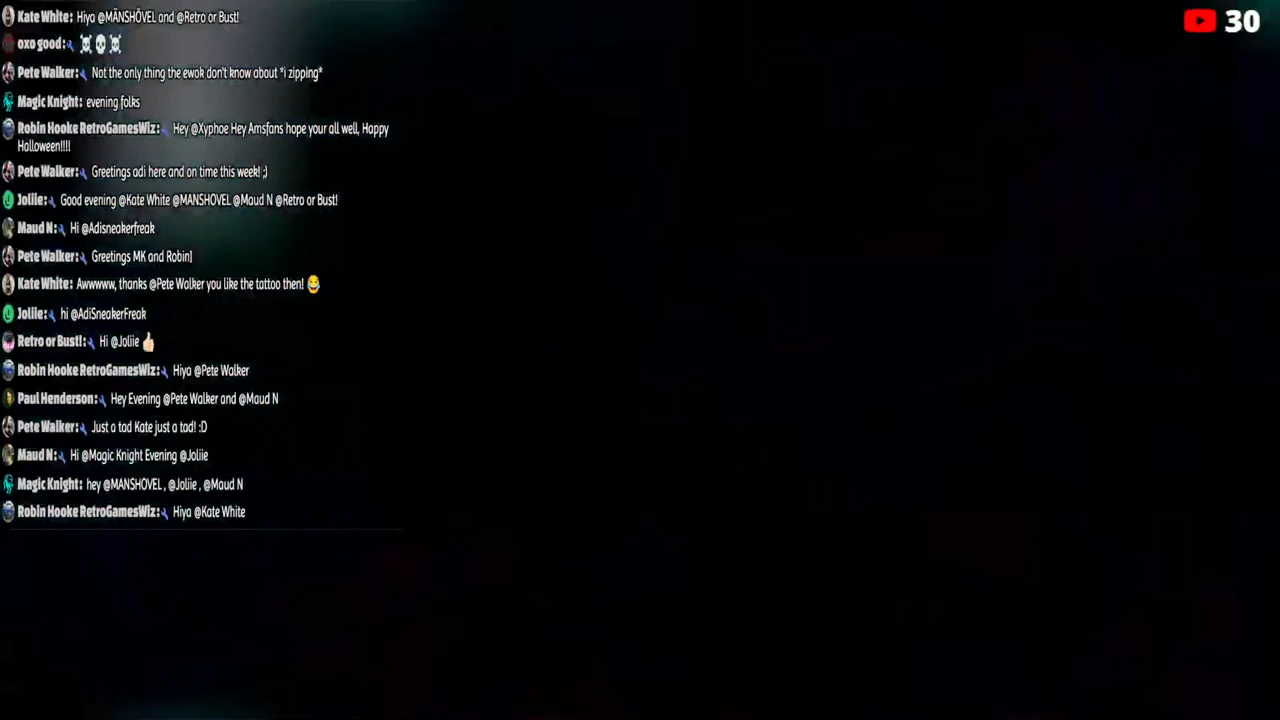 Kate White: Hiya @MÄNSHÖVEL and @Retro or Bust!
30
oxo good: ☠️💀☠️
Pete Walker: Not the only thing the ewok don't know about *i zipping*
Magic Knight: evening folks
Robin Hooke RetroGamesWiz: Hey @Xyphoe Hey Amsfans hope your all well, Happy
Halloween!!!!
Pete Walker: Greetings adi here and on time this week! ;)
Joliie: Good evening @Kate White @MANSHOVEL @Maud N @Retro or Bust!
Maud N: Hi @Adisneakerfreak
Pete Walker: Greetings MK and Robin]
Kate White: Awwwww, thanks @Pete Walker you like the tattoo then! 😂
Joliie: hi @AdiSneakerFreak
Retro or Bust!: Hi @Joliie 👍🏻
Robin Hooke RetroGamesWiz: Hiya @Pete Walker
Paul Henderson: Hey Evening @Pete Walker and @Maud N
Pete Walker: Just a tad Kate just a tad! :D
Maud N: Hi @Magic Knight Evening @Joliie
Magic Knight: hey @MANSHOVEL , @Joliie , @Maud N
Robin Hooke RetroGamesWiz: Hiya @Kate White